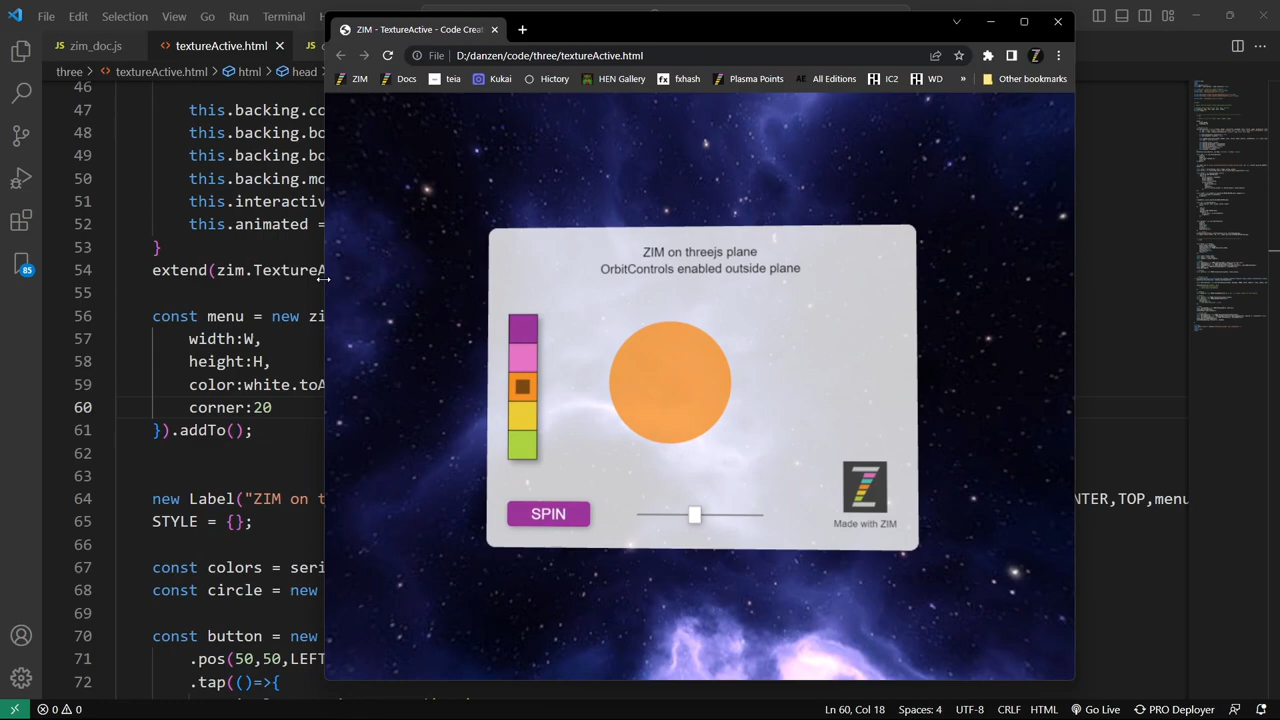 File
Edit
Selection
View
Go
Run
Terminal
zim_doc.js
textureActive.html
three > textureActive.html > html > head
46
47 this.backing.co
48 this.backing.bo
49 this.backing.bo
50 this.backing.mo
51 this.interactiv
52 this.animated =
53 }
54 extend(zim.TextureA
55
56 const menu = new zi
57 width:W,
58 height:H,
59 color:white.toA
60 corner:20
61 }).addTo();
62
63
64 new Label("ZIM on t
ENTER,TOP,menu
65 STYLE = {};
66
67 const colors = seri
68 const circle = new
69
70 const button = new
71 .pos(50,50,LEFT
72 .tap(()=>{
85
0 0
Ln 60, Col 18
Spaces: 4
UTF-8
CRLF
HTML
Go Live
PRO Deployer
ZIM - TextureActive - Code Creat
File
D:/danzen/code/three/textureActive.html
ZIM
Docs
teia
Kukai
Hictory
HEN Gallery
fx fxhash
Plasma Points
AE All Editions
IC2
WD
»
Other bookmarks
ZIM on threejs plane
OrbitControls enabled outside plane
SPIN
Made with ZIM